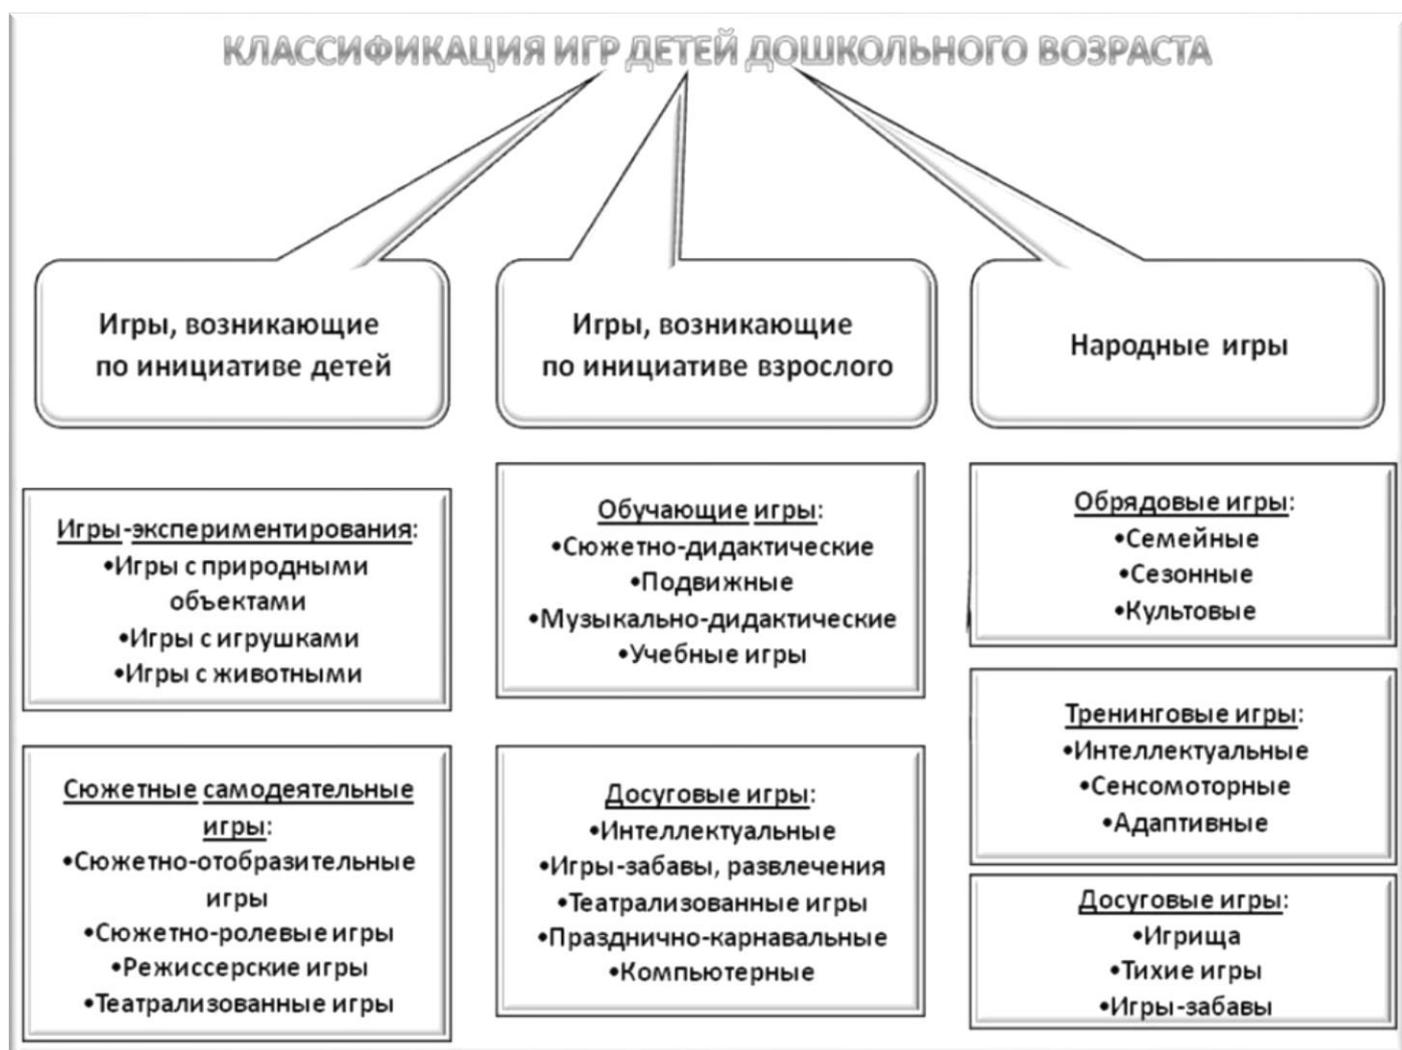 КЛАССИФИКАЦИЯ ИГР ДЕТЕЙ ДОШКОЛЬНОГО ВОЗРАСТА
Игры, возникающие
по инициативе детей
Игры, возникающие
по инициативе взрослого
Народные игры
Игры-экспериментирования:
•Игры с природными
объектами
•Игры с игрушками
•Игры с животными
Сюжетные самодеятельные
игры:
•Сюжетно-отобразительные
игры
•Сюжетно-ролевые игры
•Режиссерские игры
•Театрализованные игры
Обучающие игры:
•Сюжетно-дидактические
•Подвижные
•Музыкально-дидактические
•Учебные игры
Досуговые игры:
•Интеллектуальные
•Игры-забавы, развлечения
•Театрализованные игры
•Празднично-карнавальные
•Компьютерные
Обрядовые игры:
•Семейные
•Сезонные
•Культовые
Тренинговые игры:
•Интеллектуальные
•Сенсомоторные
•Адаптивные
Досуговые игры:
•Игрища
•Тихие игры
•Игры-забавы